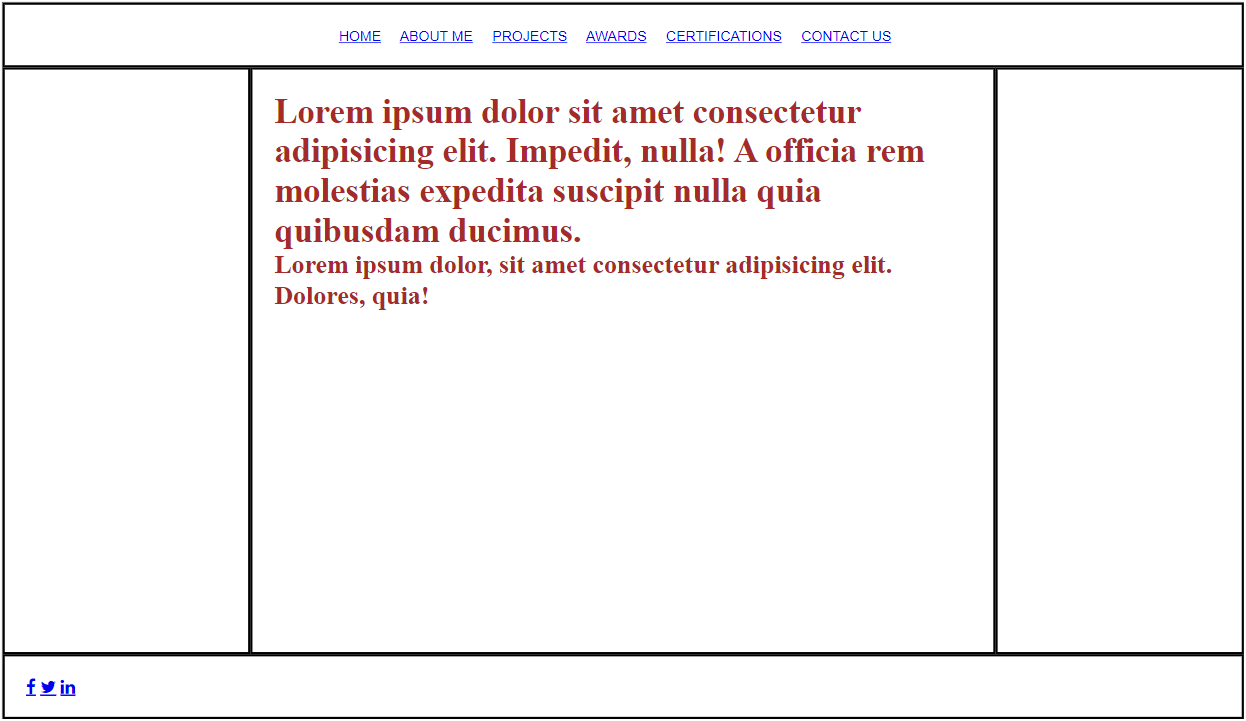 HOME ABOUT ME PROJECTS AWARDS CERTIFICATIONS CONTACT US
Lorem ipsum dolor sit amet consectetur
adipisicing elit. Impedit, nulla! A officia rem
molestias expedita suscipit nulla quia
quibusdam ducimus.
Lorem ipsum dolor, sit amet consectetur adipisicing elit.
Dolores, quia!